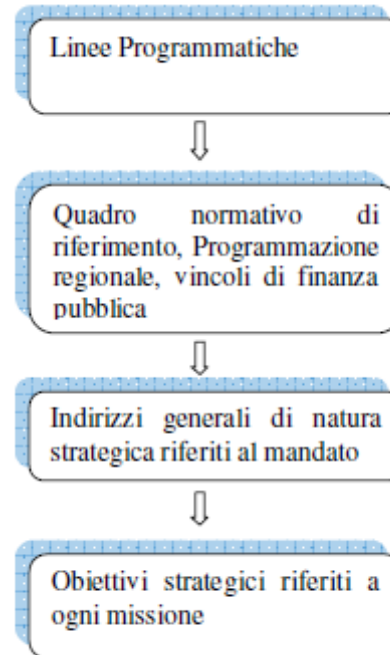 Linee Programmatiche
Quadro normativo di
riferimento, Programmazione
regionale, vincoli di finanza
pubblica
Indirizzi generali di natura
strategica riferiti al mandato
Obiettivi strategici riferiti a
ogni missione